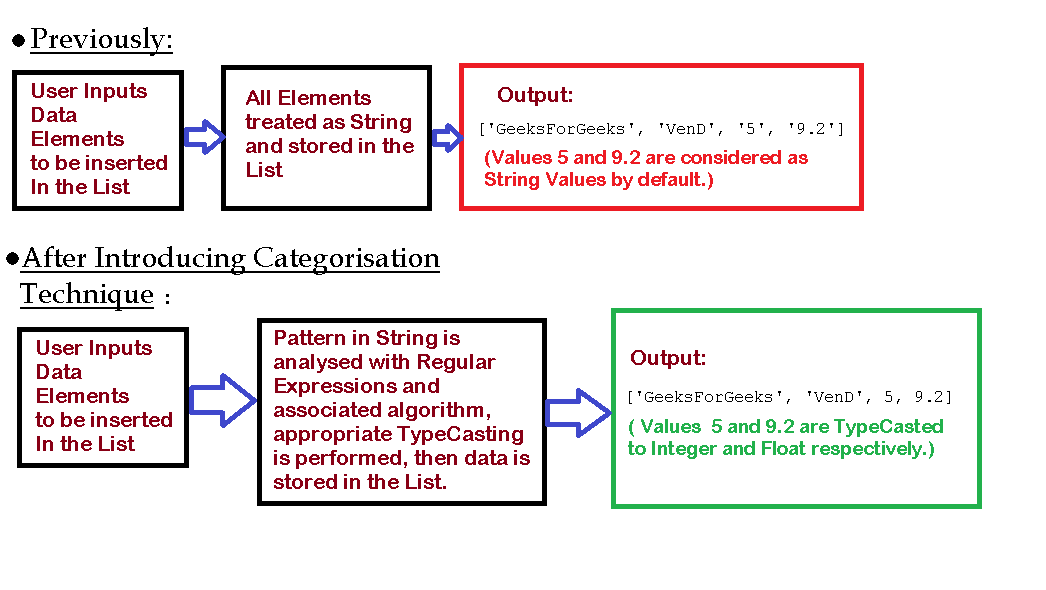 ● Previously:
User Inputs
Data
Elements
to be inserted
In the List
All Elements
treated as String
and stored in the
List
Output:
['GeeksForGeeks', 'VenD', '5', '9.2']
(Values 5 and 9.2 are considered as
String Values by default.)
● After Introducing Categorisation
Technique :
User Inputs
Data
Elements
to be inserted
In the List
Pattern in String is
analysed with Regular
Expressions and
associated algorithm,
appropriate TypeCasting
is performed, then data is
stored in the List.
Output:
['GeeksForGeeks', 'VenD', 5, 9.2]
( Values 5 and 9.2 are TypeCasted
to Integer and Float respectively.)